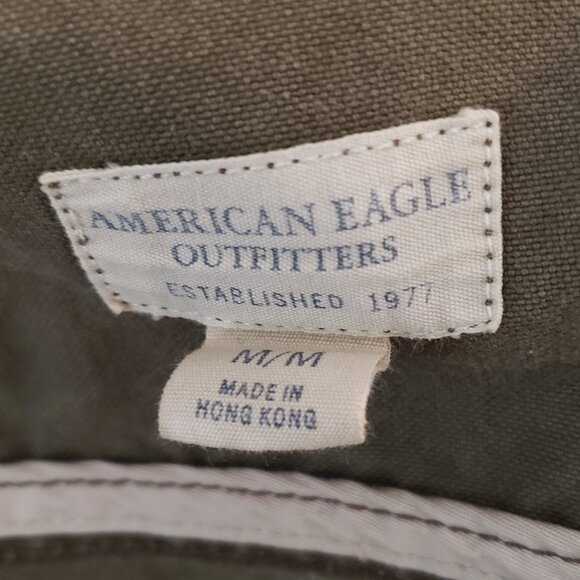 AMERICAN EAGLE
OUTFITTERS
ESTABLISHED 1977
M/M
MADE IN
HONG KONG